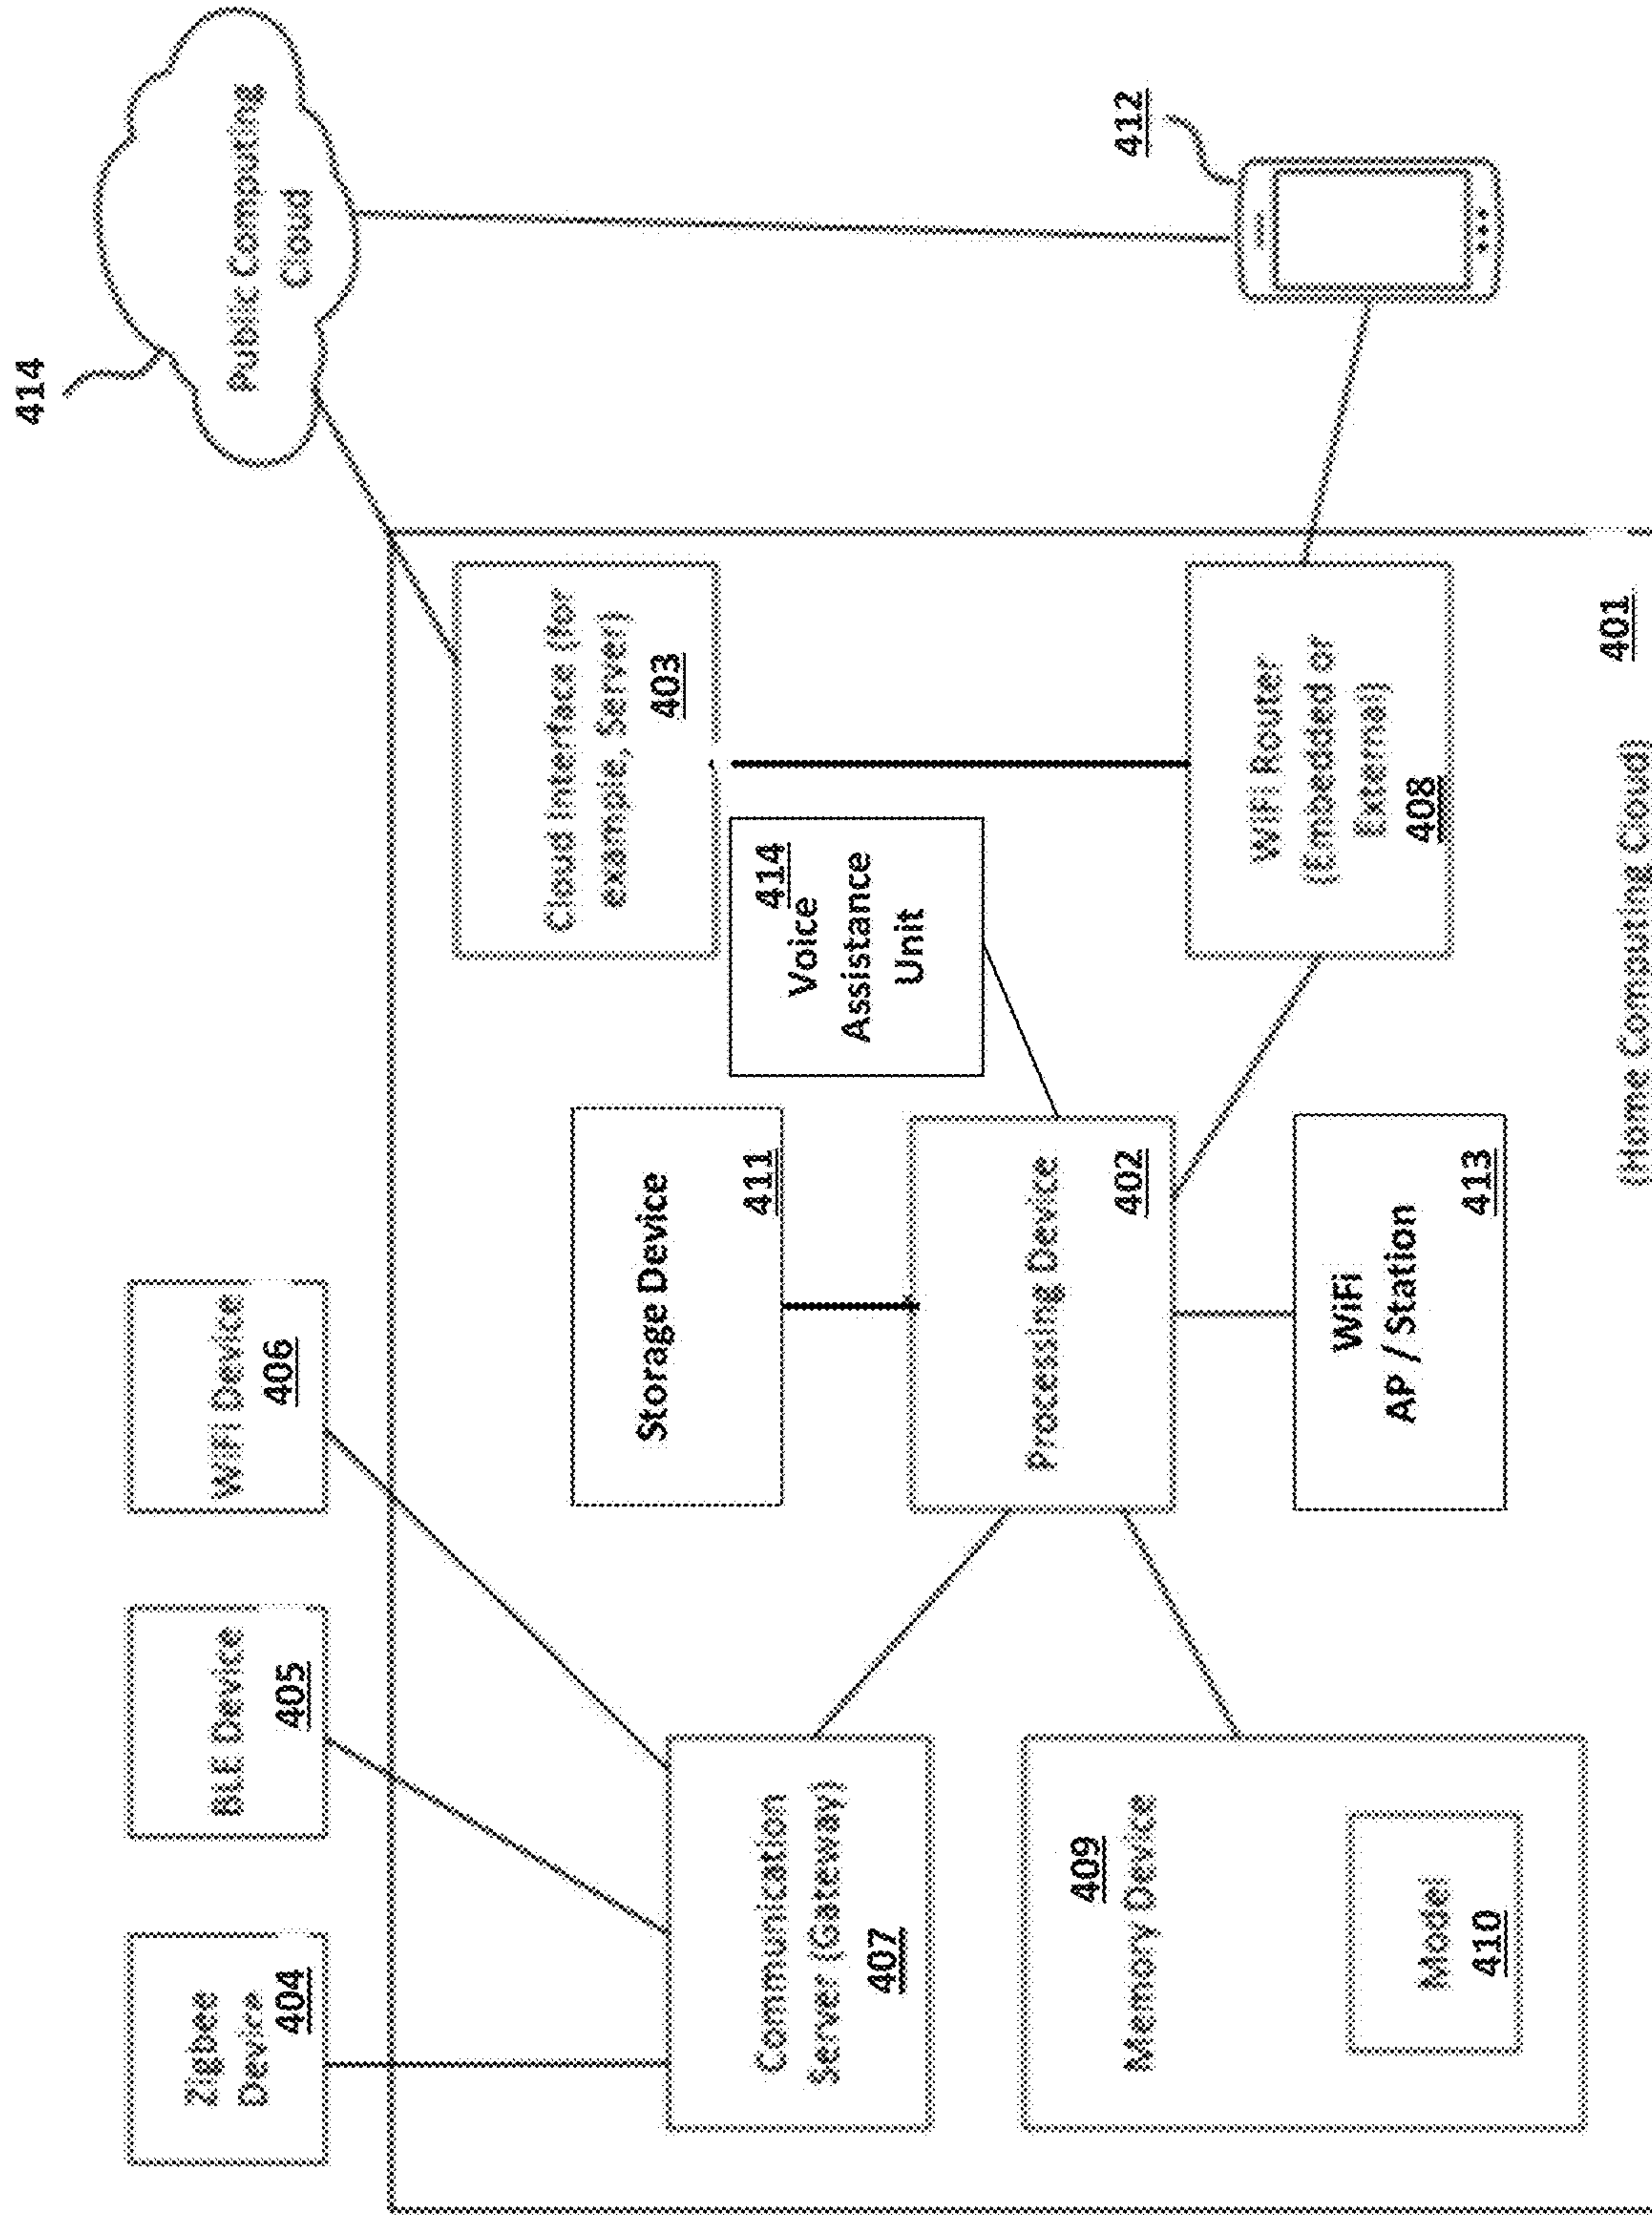 414
Public Computing
Cloud
Zigbee
Device
404
BLE Device
405
WiFi Device
406
Cloud Interface (for
example, Server)
403
Storage Device
411
414
Voice
Assistance
Unit
412
Communication
Server (Gateway)
407
Processing Device
402
WiFi Router
(Embedded or
External)
408
409
Memory Device
Model
410
WiFi
AP / Station
413
401
(Home Computing Cloud)